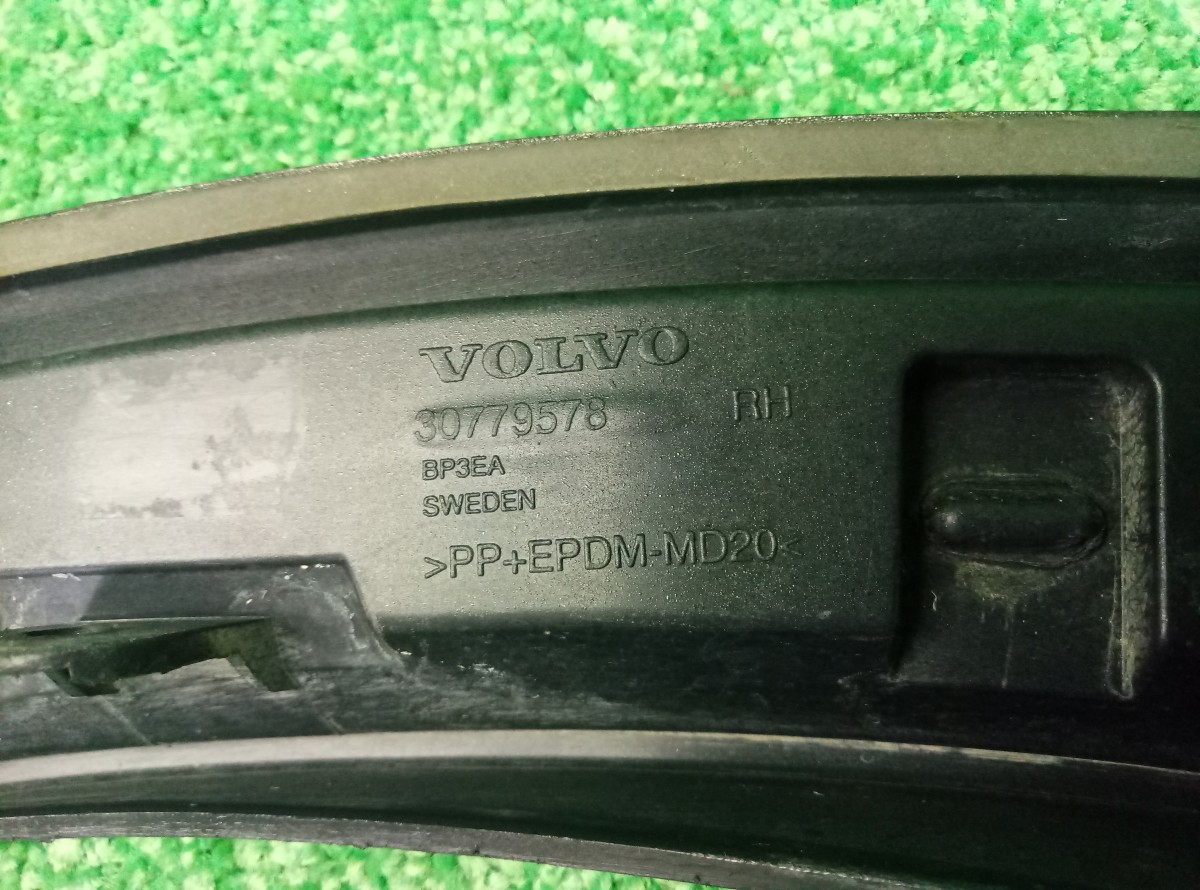 VOLVO
30779578 RH
BP3EA
SWEDEN
>PP+EPDM-MD20<